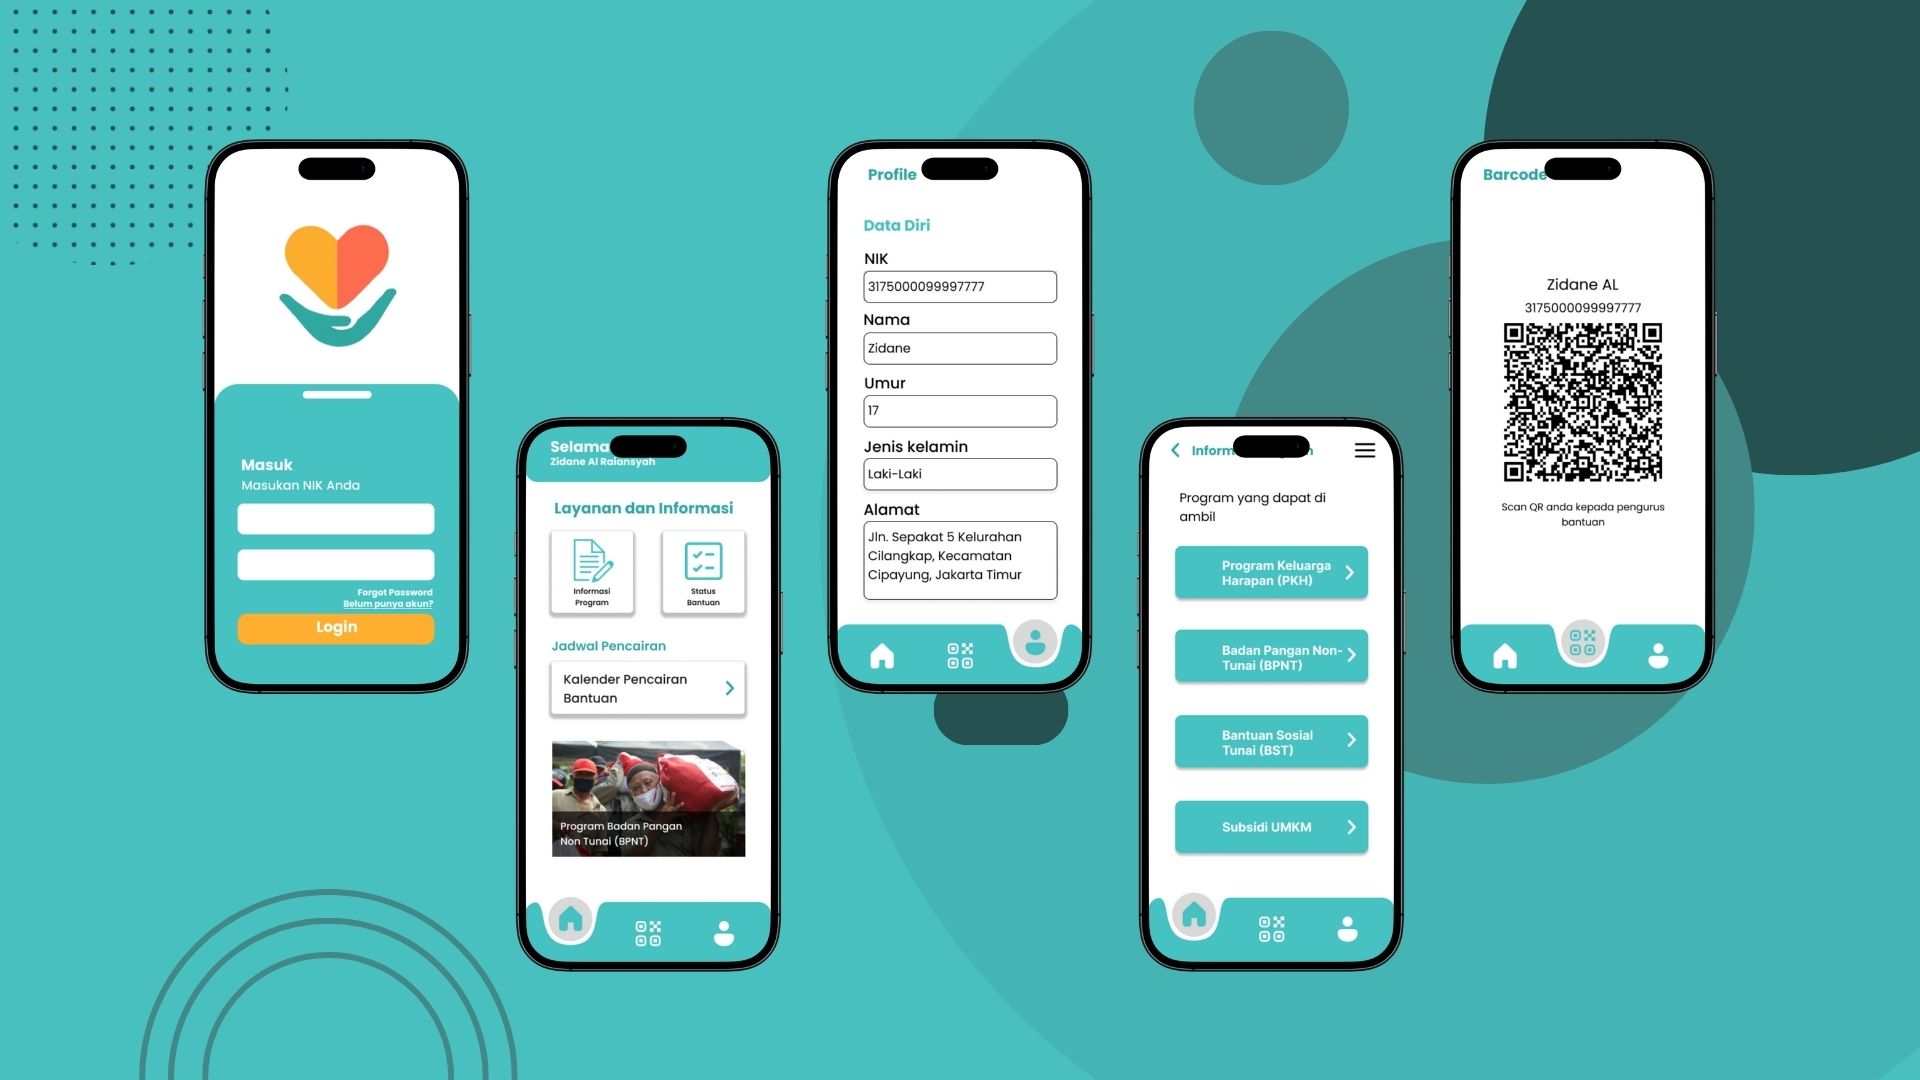 Masuk
Masukan NIK Anda
Forgot Password
Belum punya akun?
Login
Zidane Al Raiansyah
Layanan dan Informasi
Informasi
Program
Status
Bantuan
Jadwal Pencairan
Kalender Pencairan
Bantuan
Program Badan Pangan
Non Tunai (BPNT)
Profile
Data Diri
NIK
3175000099997777
Nama
Zidane
Umur
17
Jenis kelamin
Laki-Laki
Alamat
Jln. Sepakat 5 Kelurahan
Cilangkap, Kecamatan
Cipayung, Jakarta Timur
Program yang dapat di
ambil
Program Keluarga
Harapan (PKH)
Badan Pangan Non-
Tunai (BPNT)
Bantuan Sosial
Tunai (BST)
Subsidi UMKM
Barcode
Zidane AL
3175000099997777
Scan QR anda kepada pengurus
bantuan